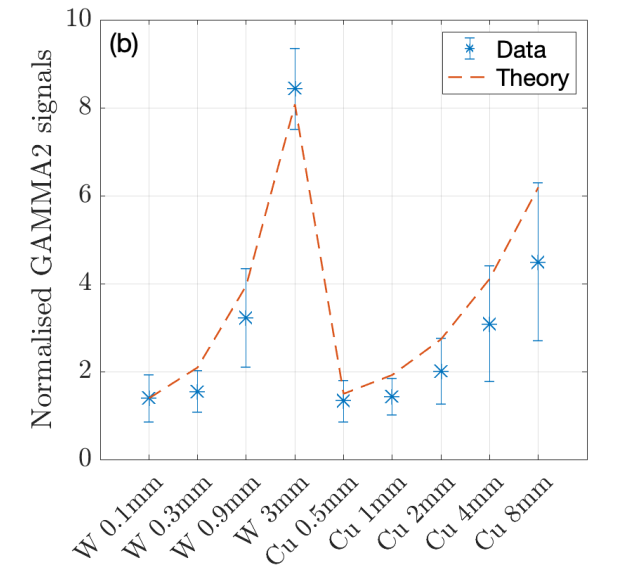 (b)
Data
Theory
Normalised GAMMA2 signals
10
8
6
4
2
0
W 0.1mm
W 0.3mm
W 0.9mm
W 3mm
Cu 0.5mm
Cu 1mm
Cu 2mm
Cu 4mm
Cu 8mm